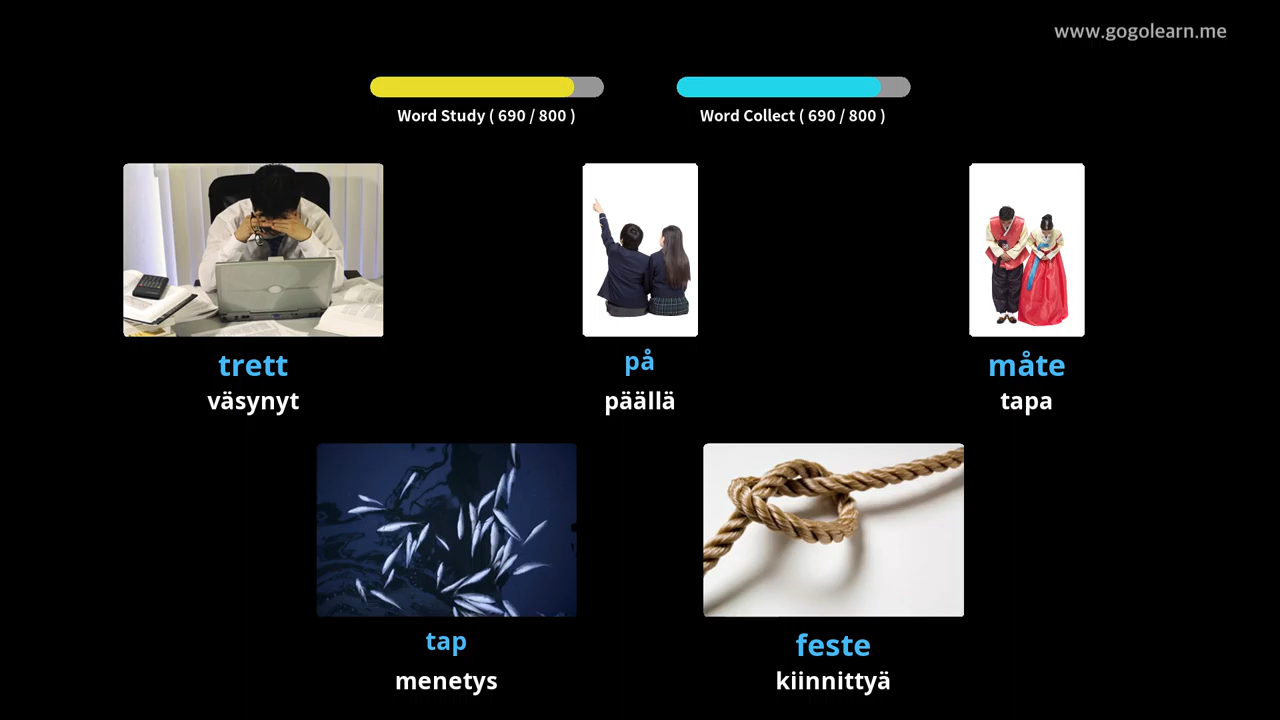 www.gogolearn.me
Word Study ( 690 / 800 )
Word Collect ( 690 / 800 )
trett
väsynyt
på
päällä
måte
tapa
tap
menetys
feste
kiinnittyä